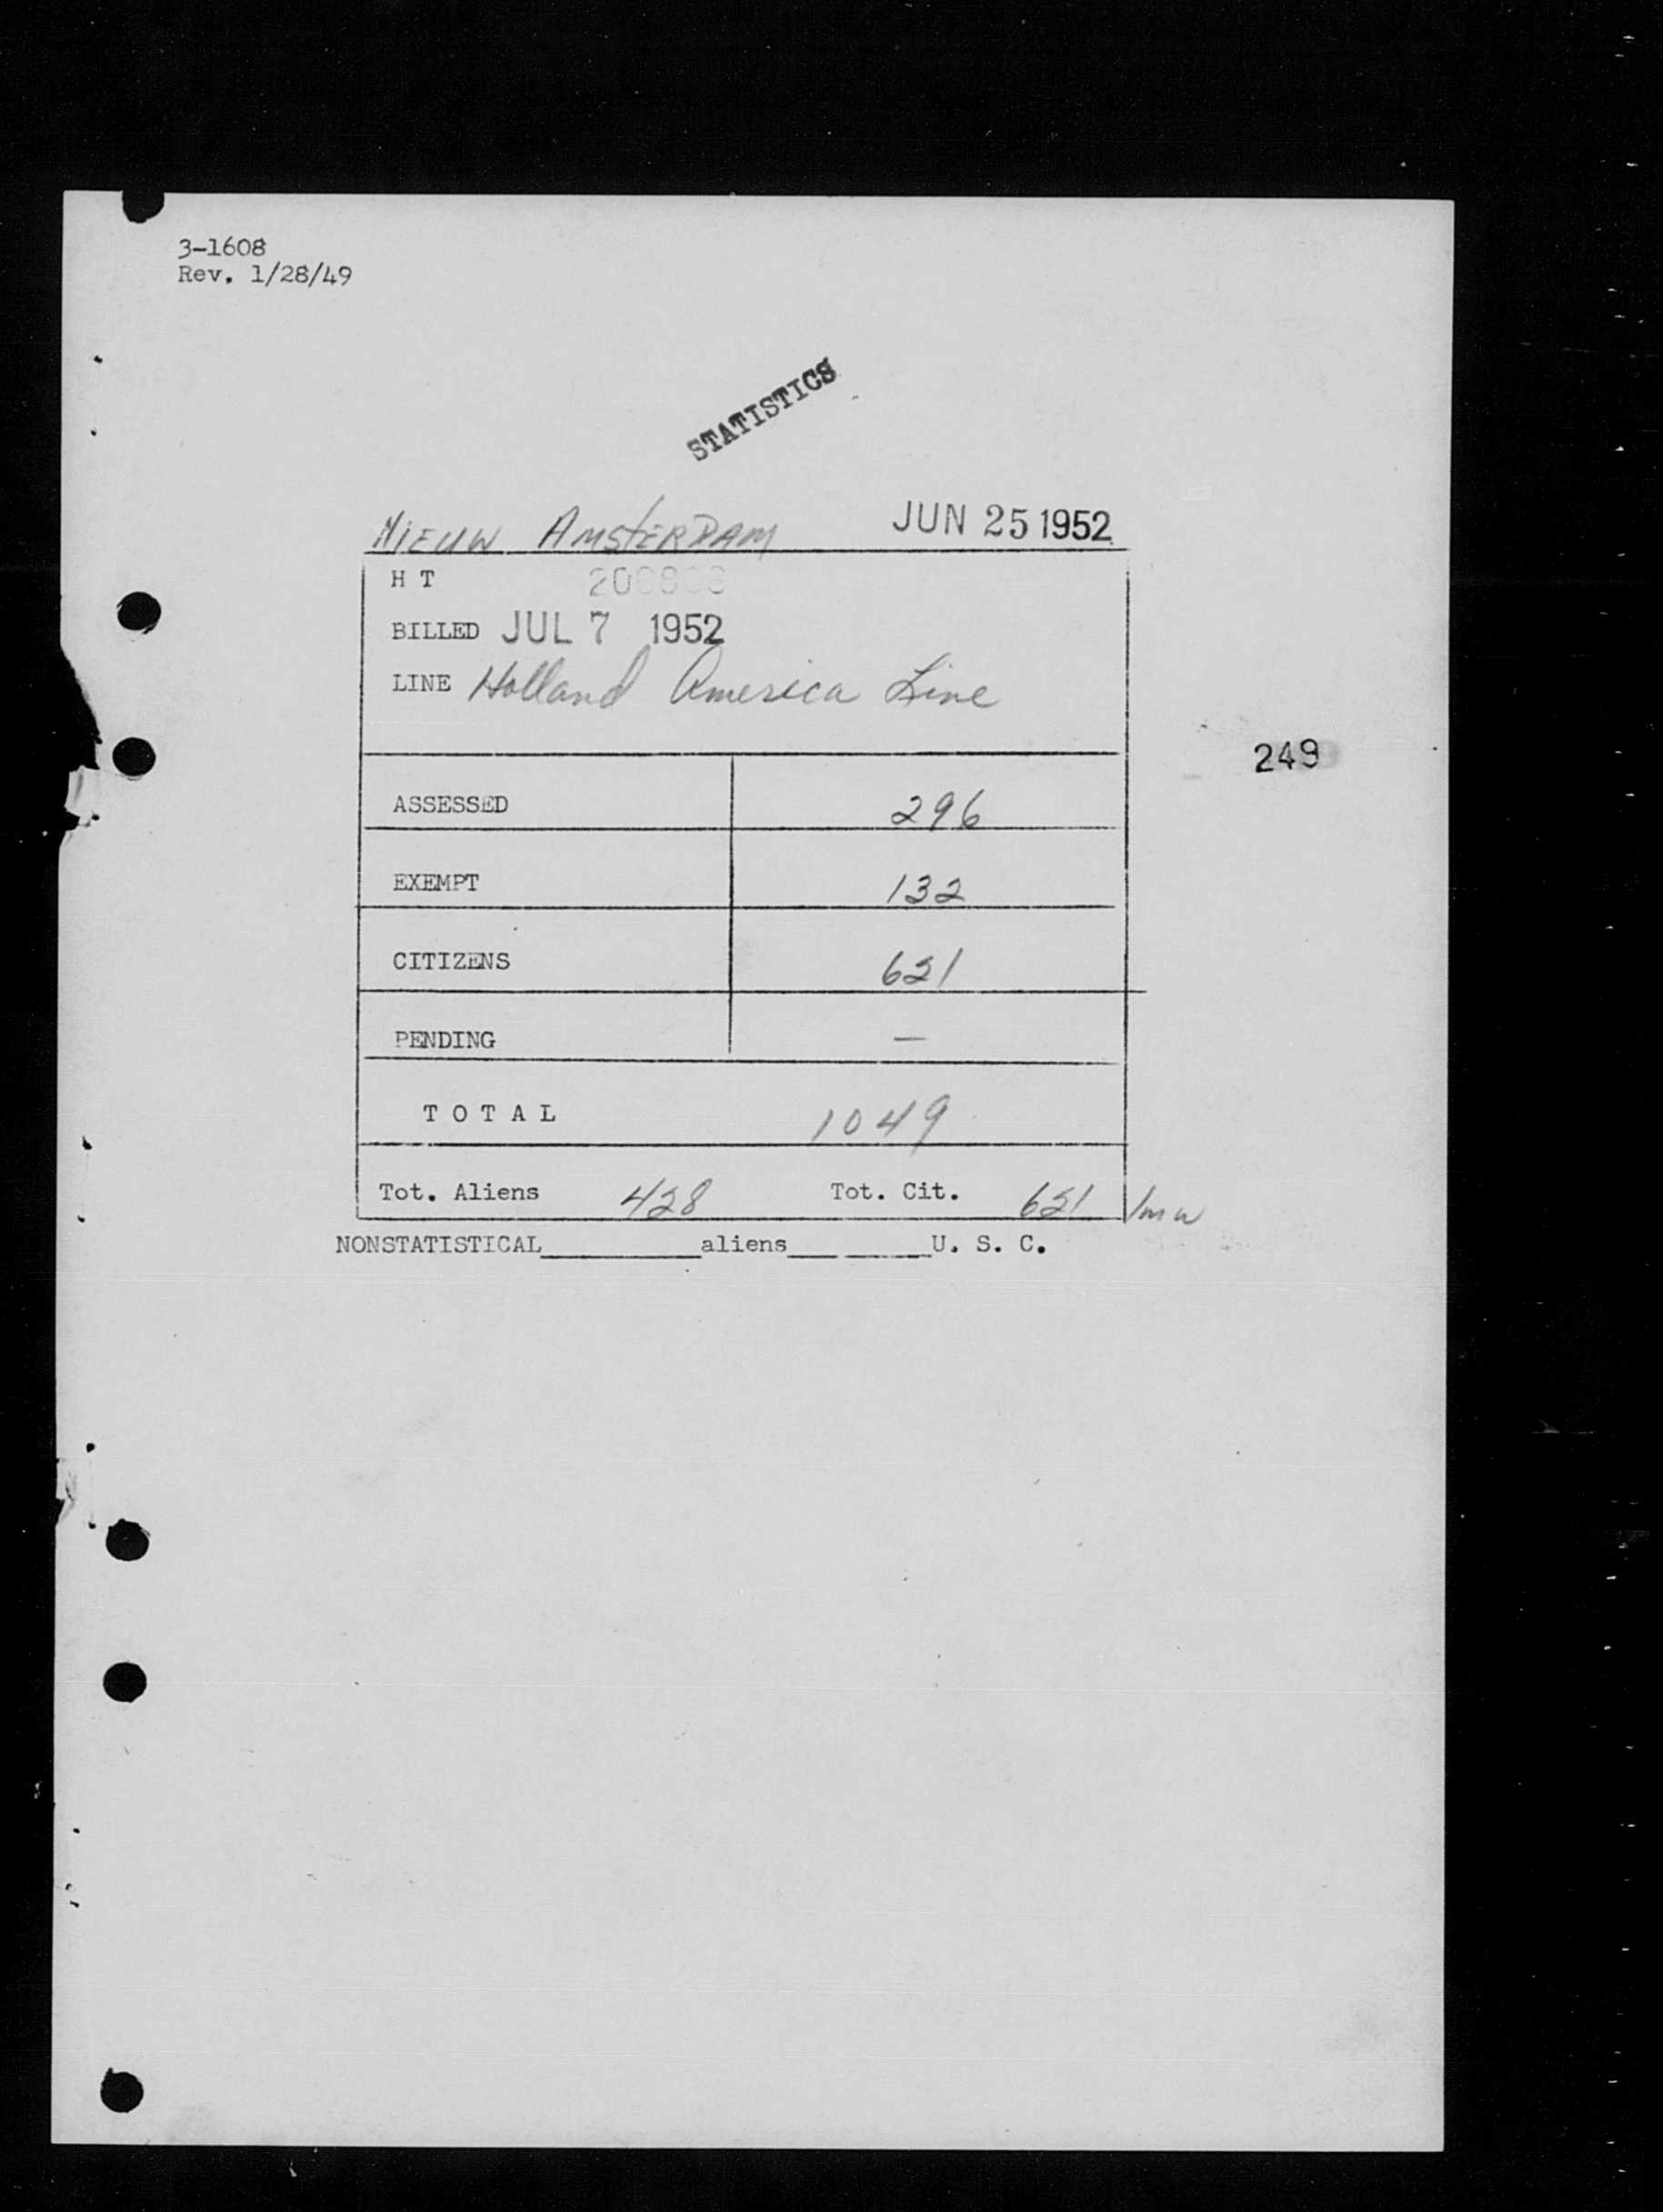 3-1608
Rev. 1/28/49
STATISTICS
NIEUW AMSTERDAM JUN 25 1952
H T
BILLED JUL 7 1952
LINE Holland America Line
249
ASSESSED 296
EXEMPT 132
CITIZENS 621
PENDING —
TOTAL 1049
Tot. Aliens 428 Tot. Cit. 621
NONSTATISTICAL aliens U. S. C.